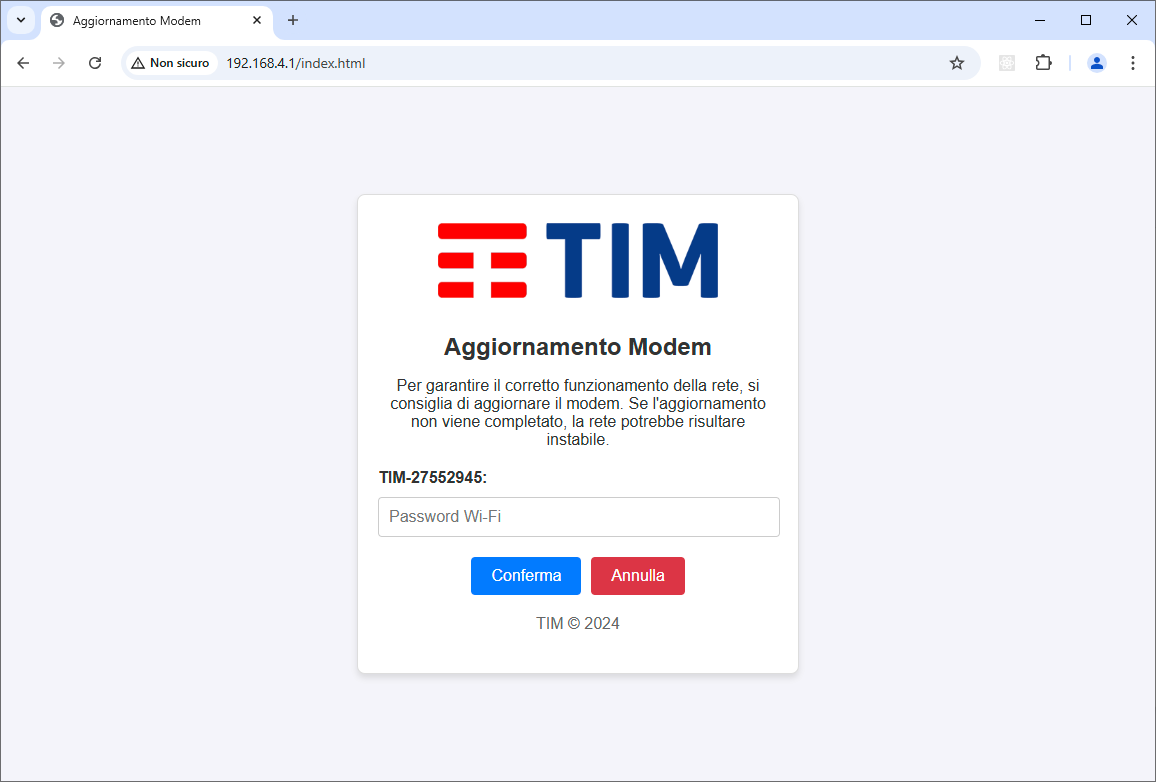 Aggiornamento Modem
Non sicuro
192.168.4.1/index.html
TIM
Aggiornamento Modem
Per garantire il corretto funzionamento della rete, si
consiglia di aggiornare il modem. Se l'aggiornamento
non viene completato, la rete potrebbe risultare
instabile.
TIM-27552945:
Password Wi-Fi
Conferma
Annulla
TIM © 2024